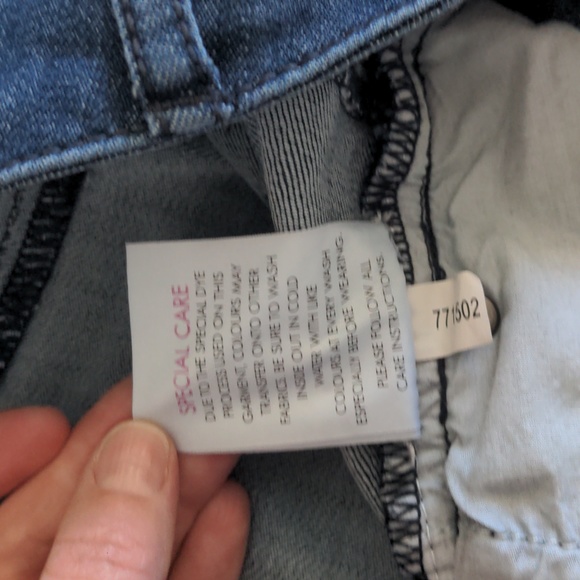 SPECIAL CARE
DUE TO THE SPECIAL DYE
PROCESS USED ON THIS
GARMENT, COLOURS MAY
TRANSFER ONTO OTHER
FABRICS BE SURE TO WASH
INSIDE OUT IN COLD
WATER WITH LIKE
COLOURS AT EVERY WASH,
ESPECIALLY BEFORE WEARING.
PLEASE FOLLOW ALL
CARE INSTRUCTIONS.
771602